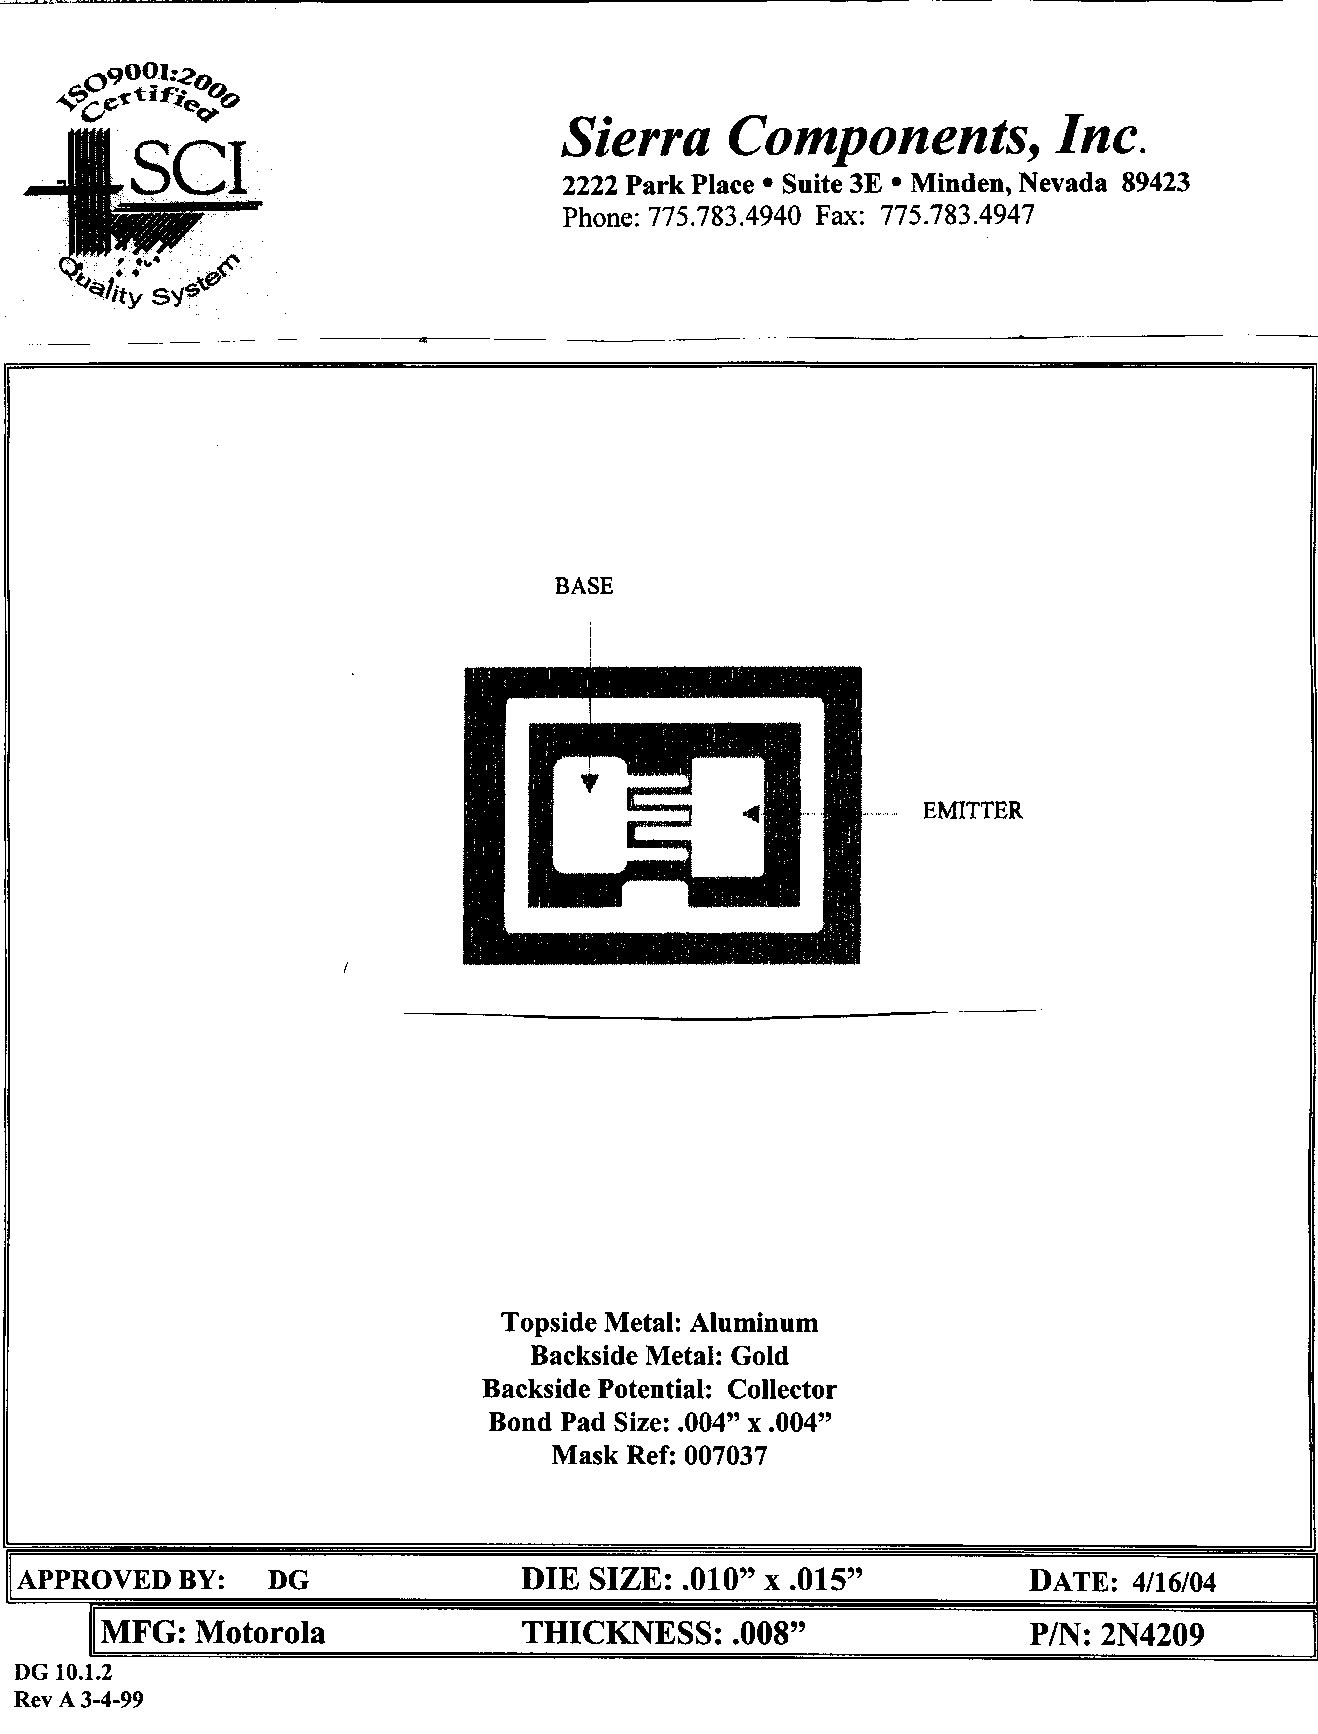 ISO9001:2000
Certified
SCI
Quality System
Sierra Components, Inc.
2222 Park Place • Suite 3E • Minden, Nevada 89423
Phone: 775.783.4940 Fax: 775.783.4947
BASE
EMITTER
Topside Metal: Aluminum
Backside Metal: Gold
Backside Potential: Collector
Bond Pad Size: .004” x .004”
Mask Ref: 007037
APPROVED BY: DG DIE SIZE: .010” x .015” DATE: 4/16/04
MFG: Motorola THICKNESS: .008” P/N: 2N4209
DG 10.1.2
Rev A 3-4-99